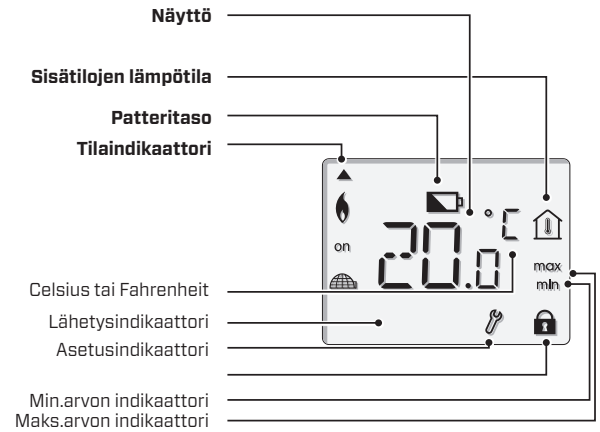 Näyttö
Sisätilojen lämpötila
Patteritaso
Tilaindikaattori
on
20.0 °C
max
min
Celsius tai Fahrenheit
Lähetysindikaattori
Asetusindikaattori
Min.arvon indikaattori
Maks.arvon indikaattori